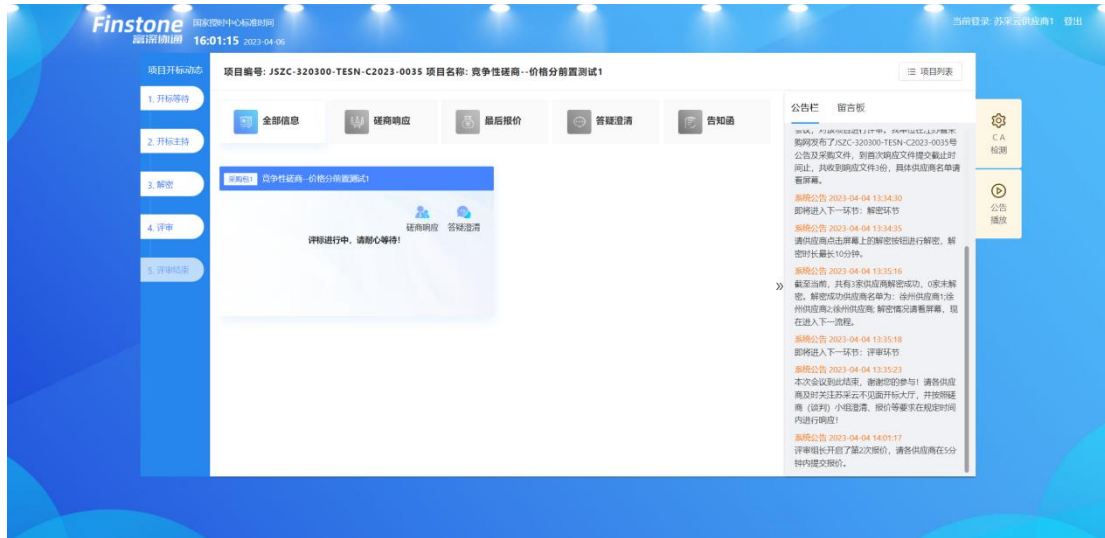 Finstone
富深协通
国家授时中心标准时间
16:01:15 2023-04-06
当前登录: 苏采云供应商1 登出
项目开标动态
1. 开标等待
2. 开标主持
3. 解密
4. 评审
5. 评审结束
项目编号: JSZC-320300-TESN-C2023-0035 项目名称: 竞争性磋商--价格分前置测试1
项目列表
全部信息
磋商响应
最后报价
答疑澄清
告知函
采购包1 竞争性磋商--价格分前置测试1
磋商响应 答疑澄清
评标进行中，请耐心等待！
公告栏 留言板
购网发布了JSZC-320300-TESN-C2023-0035号
公告及采购文件，到首次响应文件提交截止时
间止，共收到响应文件3份，具体供应商名单请
看屏幕。
系统公告 2023-04-04 13:34:30
即将进入下一环节：解密环节
系统公告 2023-04-04 13:34:35
请供应商点击屏幕上的解密按钮进行解密，解
密时长最长10分钟。
系统公告 2023-04-04 13:35:16
截至当前，共有3家供应商解密成功，0家未解
密。解密成功供应商名单为：徐州供应商1;徐
州供应商2;徐州供应商; 解密情况请看屏幕，现
在进入下一流程。
系统公告 2023-04-04 13:35:18
即将进入下一环节：评审环节
系统公告 2023-04-04 13:35:23
本次会议到此结束，谢谢您的参与！请各供应
商及时关注苏采云不见面开标大厅，并按照磋
商（谈判）小组澄清、报价等要求在规定时间
内进行响应！
系统公告 2023-04-04 14:01:17
评审组长开启了第2次报价，请各供应商在5分
钟内提交报价。
CA
检测
公告
播放